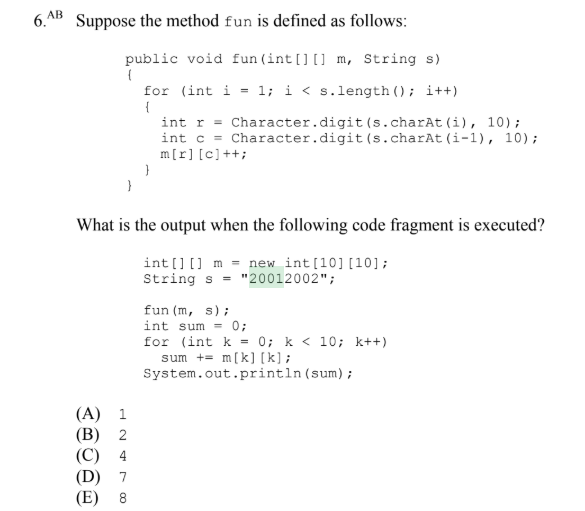 6.AB Suppose the method fun is defined as follows:
public void fun(int[][] m, String s)
{
for (int i = 1; i < s.length(); i++)
{
int r = Character.digit(s.charAt(i), 10);
int c = Character.digit(s.charAt(i-1), 10);
m[r][c]++;
}
}
What is the output when the following code fragment is executed?
int[][] m = new int[10][10];
String s = "20012002";
fun(m, s);
int sum = 0;
for (int k = 0; k < 10; k++)
sum += m[k][k];
System.out.println(sum);
(A) 1
(B) 2
(C) 4
(D) 7
(E) 8